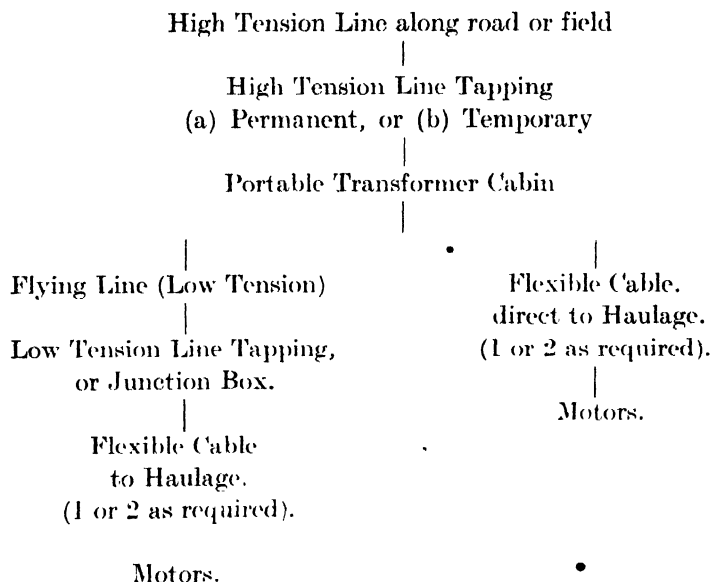 High Tension Line along road or field
High Tension Line Tapping
(a) Permanent, or (b) Temporary
Portable Transformer Cabin
Flying Line (Low Tension)
Low Tension Line Tapping,
or Junction Box.
Flexible Cable
to Haulage.
(1 or 2 as required).
Motors.
Flexible Cable.
direct to Haulage.
(1 or 2 as required).
Motors.